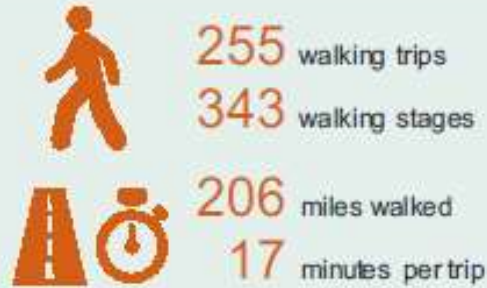 255 walking trips
343 walking stages
206 miles walked
17 minutes per trip